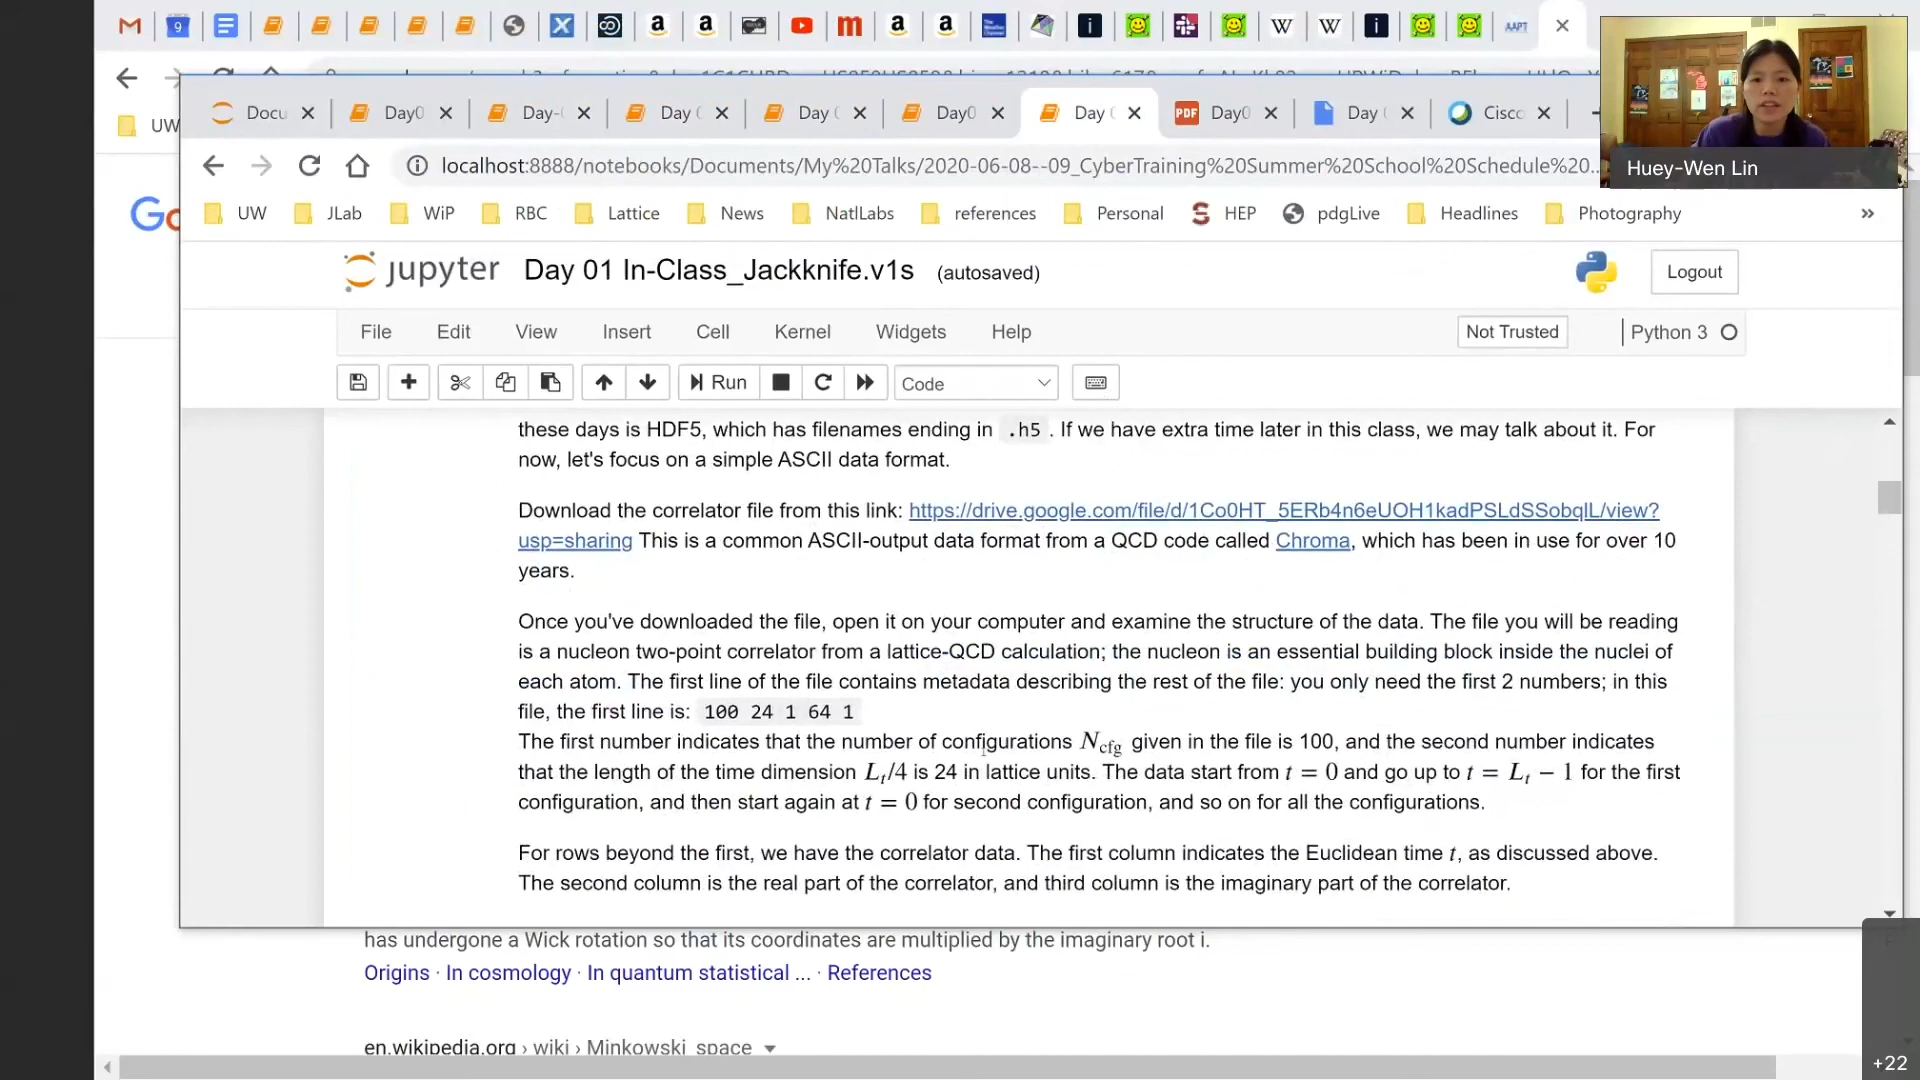 AAPT
UW
Go
Docu
Day0
Day-
Day
Day
Day0
Day
PDF
Day0
Day
Cisco
localhost:8888/notebooks/Documents/My%20Talks/2020-06-08--09_CyberTraining%20Summer%20School%20Schedule%20...
Huey-Wen Lin
UW
JLab
WiP
RBC
Lattice
News
NatlLabs
references
Personal
HEP
pdgLive
Headlines
Photography
»
jupyter Day 01 In-Class_Jackknife.v1s (autosaved)
Logout
File Edit View Insert Cell Kernel Widgets Help
Not Trusted
Python 3
Run
Code
these days is HDF5, which has filenames ending in .h5 . If we have extra time later in this class, we may talk about it. For
now, let's focus on a simple ASCII data format.
Download the correlator file from this link: https://drive.google.com/file/d/1Co0HT_5ERb4n6eUOH1kadPSLdSSobqlL/view?
usp=sharing This is a common ASCII-output data format from a QCD code called Chroma, which has been in use for over 10
years.
Once you've downloaded the file, open it on your computer and examine the structure of the data. The file you will be reading
is a nucleon two-point correlator from a lattice-QCD calculation; the nucleon is an essential building block inside the nuclei of
each atom. The first line of the file contains metadata describing the rest of the file: you only need the first 2 numbers; in this
file, the first line is: 100 24 1 64 1
The first number indicates that the number of configurations N_cfg given in the file is 100, and the second number indicates
that the length of the time dimension L_t/4 is 24 in lattice units. The data start from t = 0 and go up to t = L_t − 1 for the first
configuration, and then start again at t = 0 for second configuration, and so on for all the configurations.
For rows beyond the first, we have the correlator data. The first column indicates the Euclidean time t, as discussed above.
The second column is the real part of the correlator, and third column is the imaginary part of the correlator.
has undergone a Wick rotation so that its coordinates are multiplied by the imaginary root i.
Origins · In cosmology · In quantum statistical ... · References
en.wikipedia.org › wiki › Minkowski_space
+22